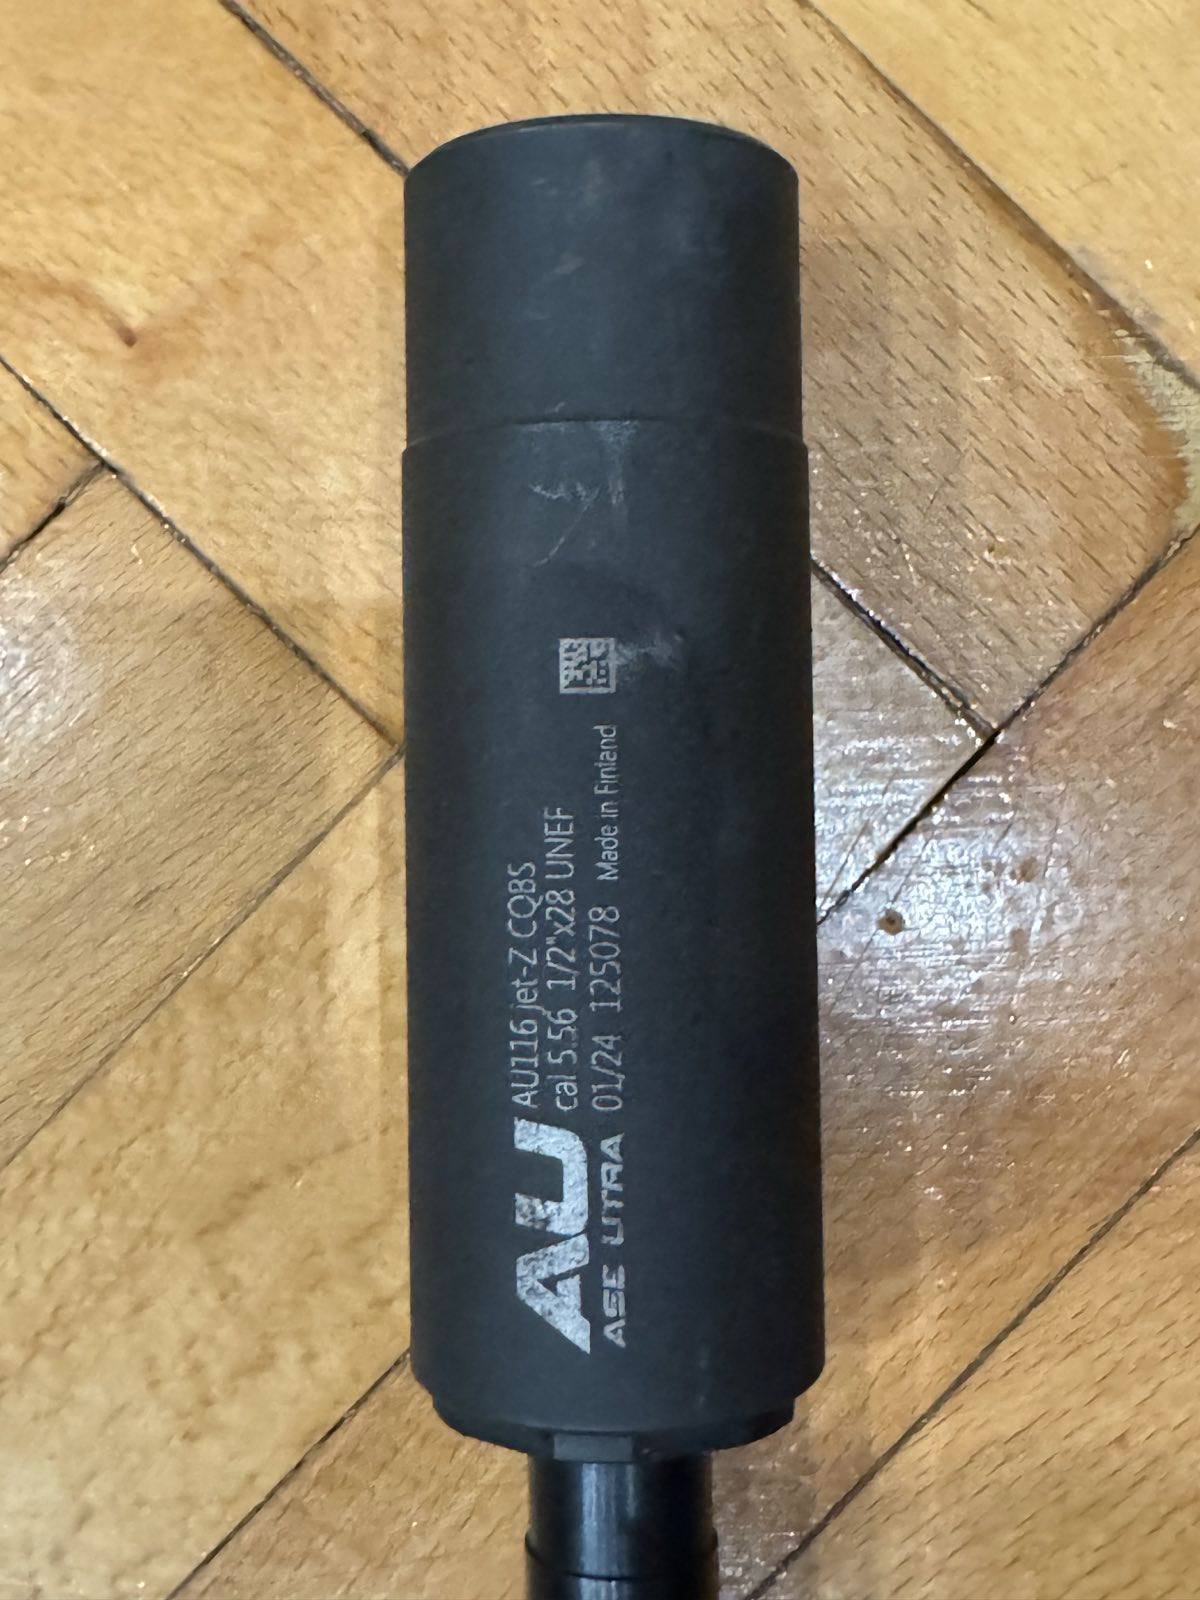 AU
ASE UTRA
AU116 jet-Z CQBS
cal 5.56 1/2"x28 UNEF
01/24 125078 Made in Finland